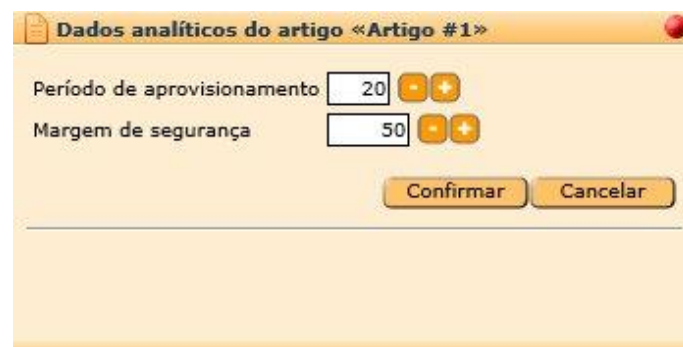 Dados analíticos do artigo «Artigo #1»
Período de aprovisionamento 20 - +
Margem de segurança 50 - +
Confirmar Cancelar